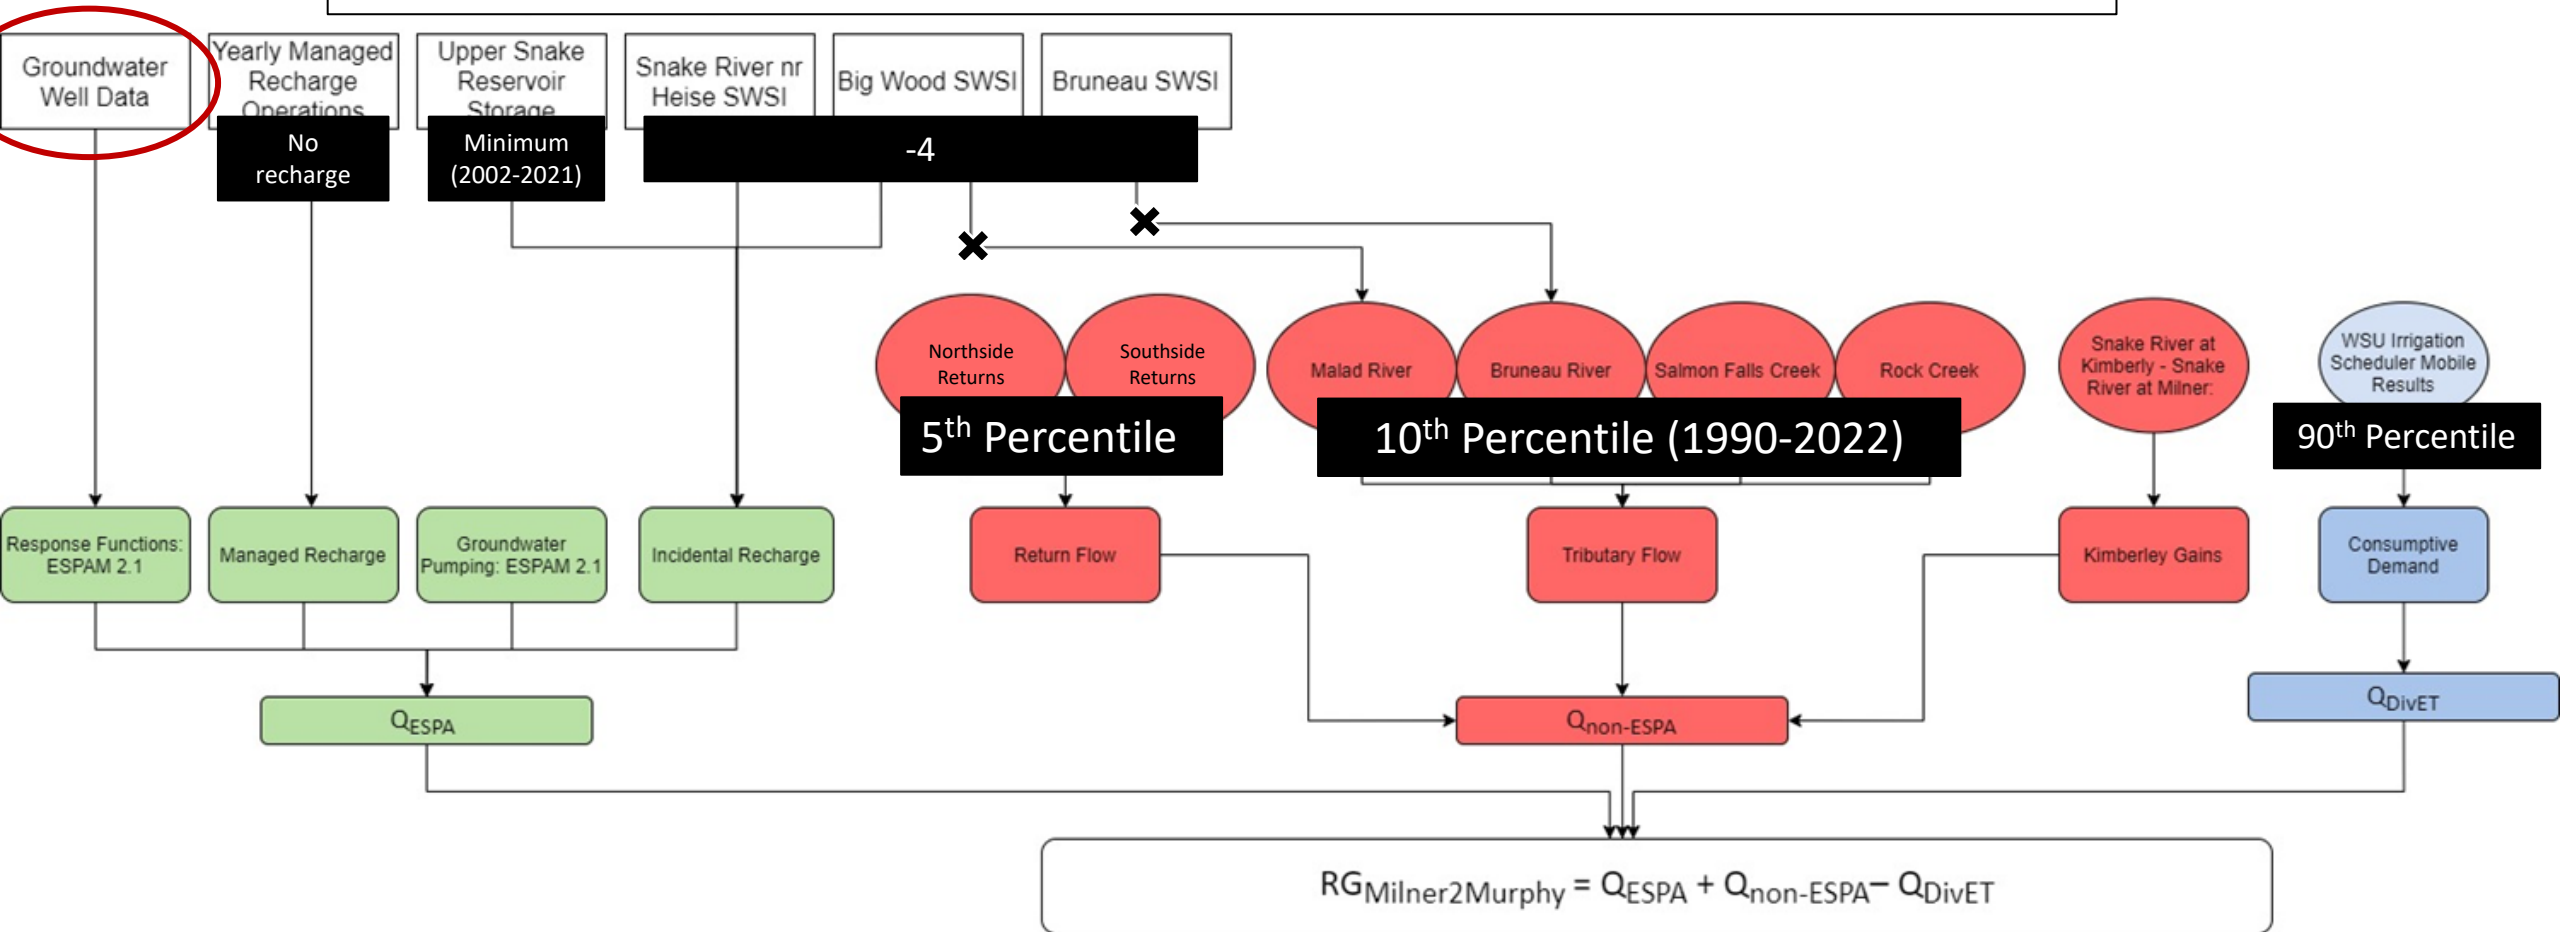 Groundwater
Well Data
Yearly Managed
Recharge
Operations
Upper Snake
Reservoir
Storage
Snake River nr
Heise SWSI
Big Wood SWSI
Bruneau SWSI
No
recharge
Minimum
(2002-2021)
-4
Northside
Returns
Southside
Returns
Malad River
Bruneau River
Salmon Falls Creek
Rock Creek
Snake River at
Kimberly - Snake
River at Milner:
WSU Irrigation
Scheduler Mobile
Results
5th Percentile
10th Percentile (1990-2022)
90th Percentile
Response Functions:
ESPAM 2.1
Managed Recharge
Groundwater
Pumping: ESPAM 2.1
Incidental Recharge
Return Flow
Tributary Flow
Kimberley Gains
Consumptive
Demand
QESPA
Qnon-ESPA
QDivET
RGMilner2Murphy = QESPA + Qnon-ESPA– QDivET